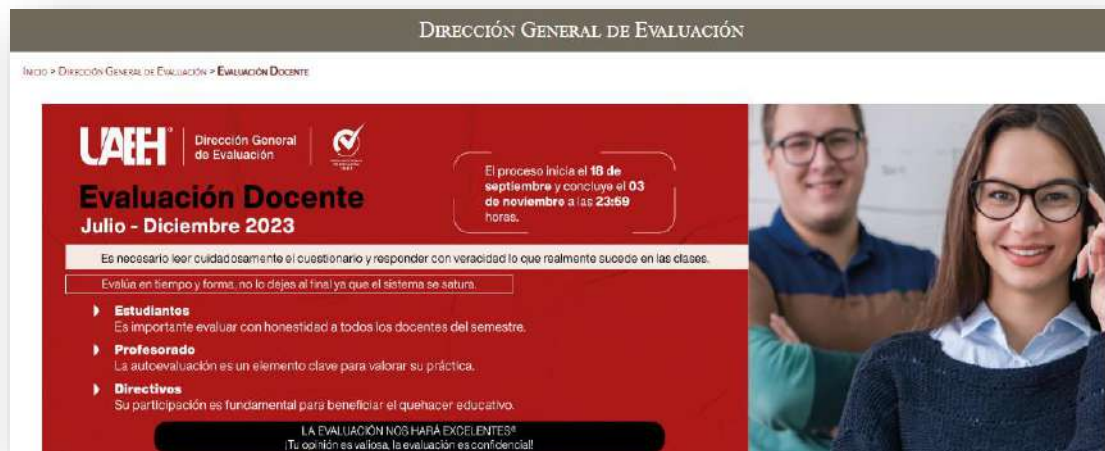 DIRECCIÓN GENERAL DE EVALUACIÓN
INICIO > DIRECCIÓN GENERAL DE EVALUACIÓN > EVALUACIÓN DOCENTE
UAEH®
Dirección General
de Evaluación
El proceso inicia el 18 de
septiembre y concluye el 03
de noviembre a las 23:59
horas.
Evaluación Docente
Julio - Diciembre 2023
Es necesario leer cuidadosamente el cuestionario y responder con veracidad lo que realmente sucede en las clases.
Evalúa en tiempo y forma, no lo dejes al final ya que el sistema se satura.
Estudiantes
Es importante evaluar con honestidad a todos los docentes del semestre.
Profesorado
La autoevaluación es un elemento clave para valorar su práctica.
Directivos
Su participación es fundamental para beneficiar el quehacer educativo.
LA EVALUACIÓN NOS HARÁ EXCELENTES®
¡Tu opinión es valiosa, la evaluación es confidencial!